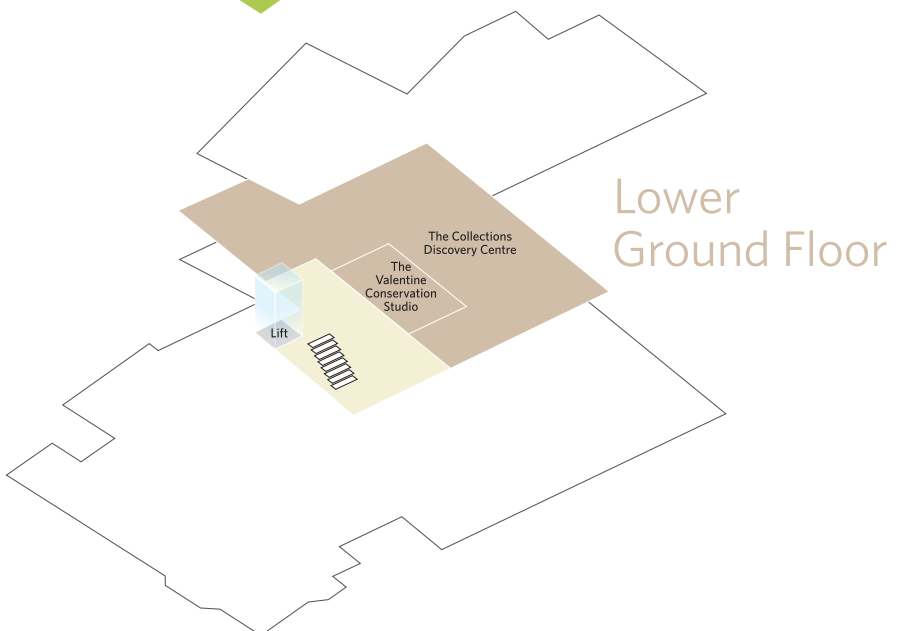 Lower
Ground Floor
The Collections
Discovery Centre
The
Valentine
Conservation
Studio
Lift